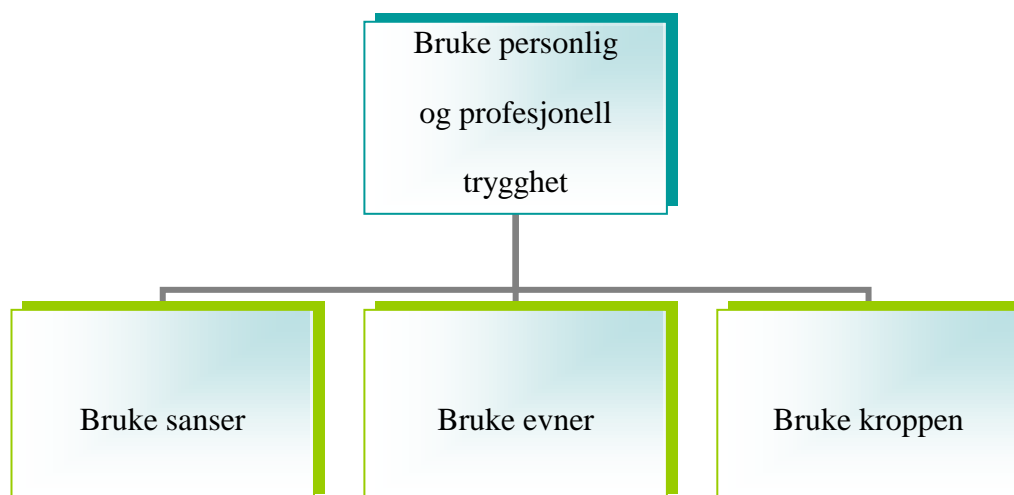 Bruke personlig
og profesjonell
trygghet
Bruke sanser
Bruke evner
Bruke kroppen